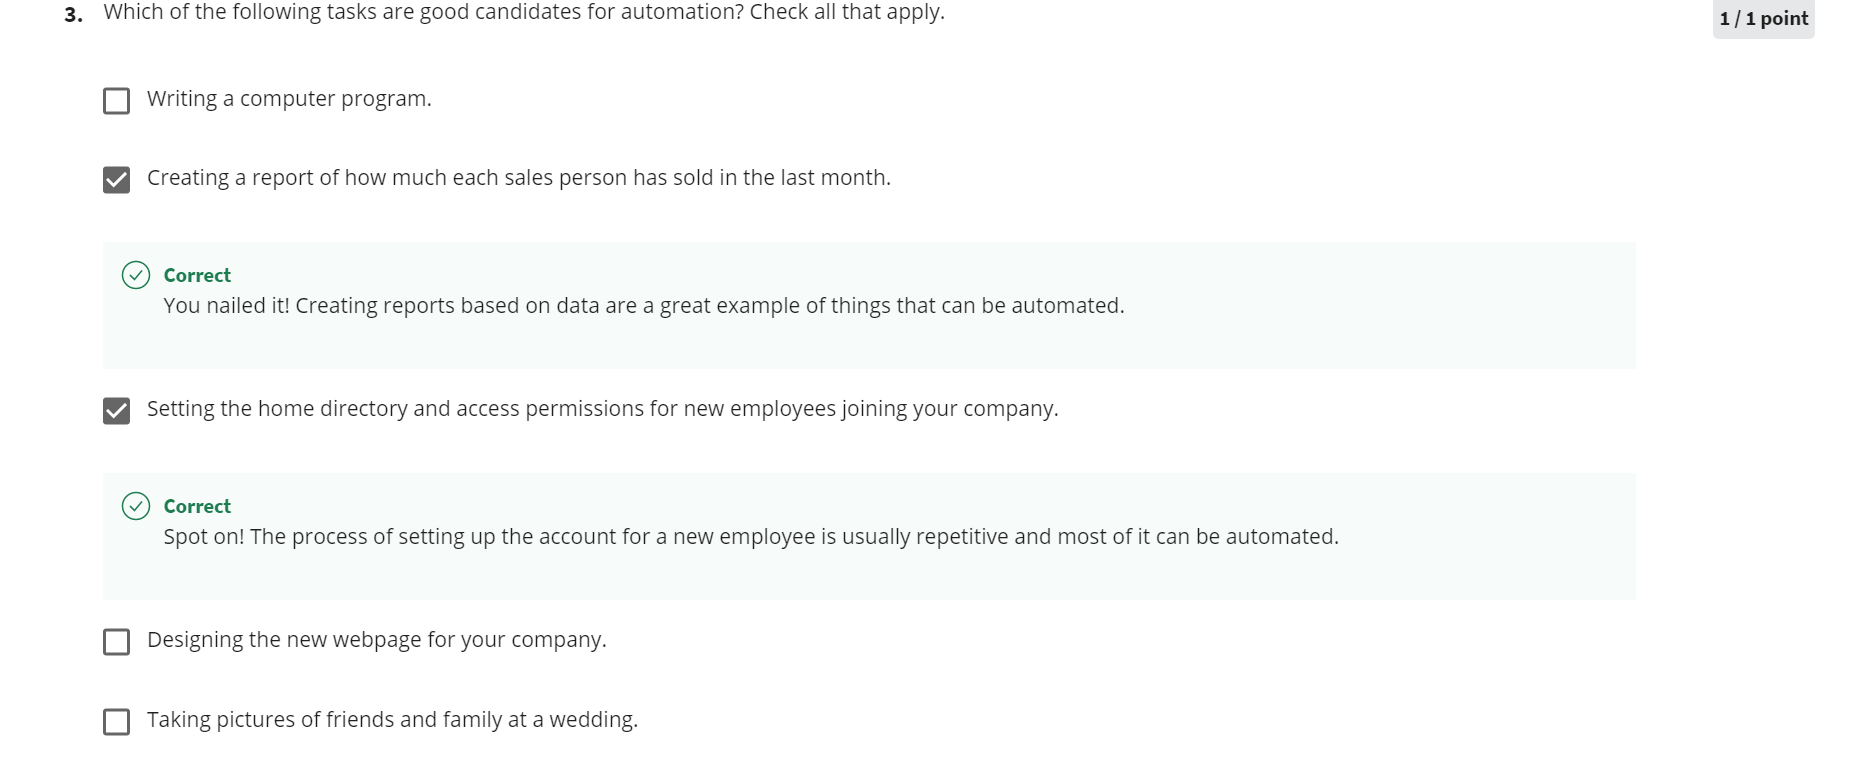 3. Which of the following tasks are good candidates for automation? Check all that apply.
1 / 1 point
Writing a computer program.
Creating a report of how much each sales person has sold in the last month.
Correct
You nailed it! Creating reports based on data are a great example of things that can be automated.
Setting the home directory and access permissions for new employees joining your company.
Correct
Spot on! The process of setting up the account for a new employee is usually repetitive and most of it can be automated.
Designing the new webpage for your company.
Taking pictures of friends and family at a wedding.